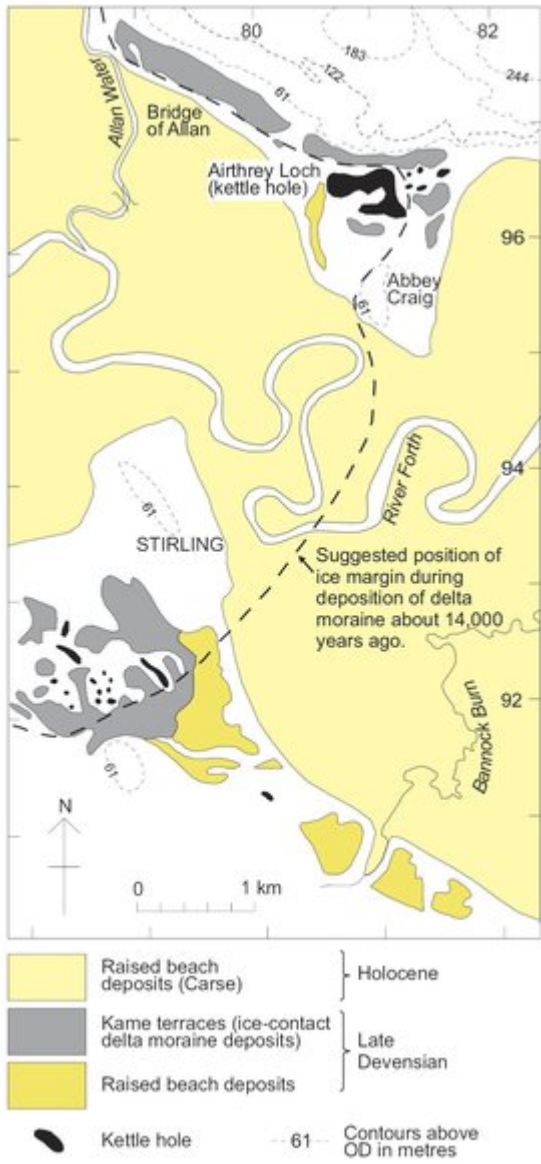 80
82
183
122
244
61
Allan Water
Bridge
of Allan
Airthrey Loch
(kettle hole)
96
Abbey
Craig
61
94
River Forth
61
STIRLING
Suggested position of
ice margin during
deposition of delta
moraine about 14,000
years ago.
92
Bannock Burn
61
N
0 1 km
Raised beach
deposits (Carse)
Holocene
Kame terraces (ice-contact
delta moraine deposits)
Late
Devensian
Raised beach deposits
Kettle hole
61
Contours above
OD in metres